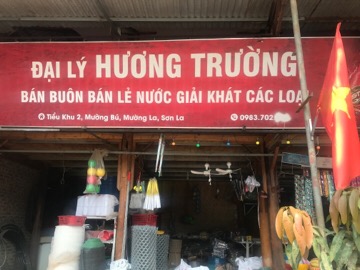 ĐẠI LÝ HƯƠNG TRƯỜNG
BÁN BUÔN BÁN LẺ NƯỚC GIẢI KHÁT CÁC LOẠI
Tiểu Khu 2, Mường Bú, Mường La, Sơn La 0983.702